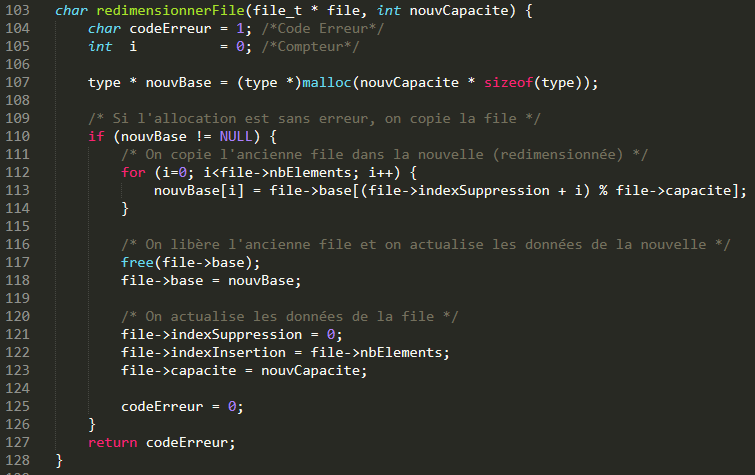 103 char redimensionnerFile(file_t * file, int nouvCapacite) {
104     char codeErreur = 1; /*Code Erreur*/
105     int  i          = 0; /*Compteur*/
106
107     type * nouvBase = (type *)malloc(nouvCapacite * sizeof(type));
108
109     /* Si l'allocation est sans erreur, on copie la file */
110     if (nouvBase != NULL) {
111         /* On copie l'ancienne file dans la nouvelle (redimensionnée) */
112         for (i=0; i<file->nbElements; i++) {
113             nouvBase[i] = file->base[(file->indexSuppression + i) % file->capacite];
114         }
115
116         /* On libère l'ancienne file et on actualise les données de la nouvelle */
117         free(file->base);
118         file->base = nouvBase;
119
120         /* On actualise les données de la file */
121         file->indexSuppression = 0;
122         file->indexInsertion = file->nbElements;
123         file->capacite = nouvCapacite;
124
125         codeErreur = 0;
126     }
127     return codeErreur;
128 }